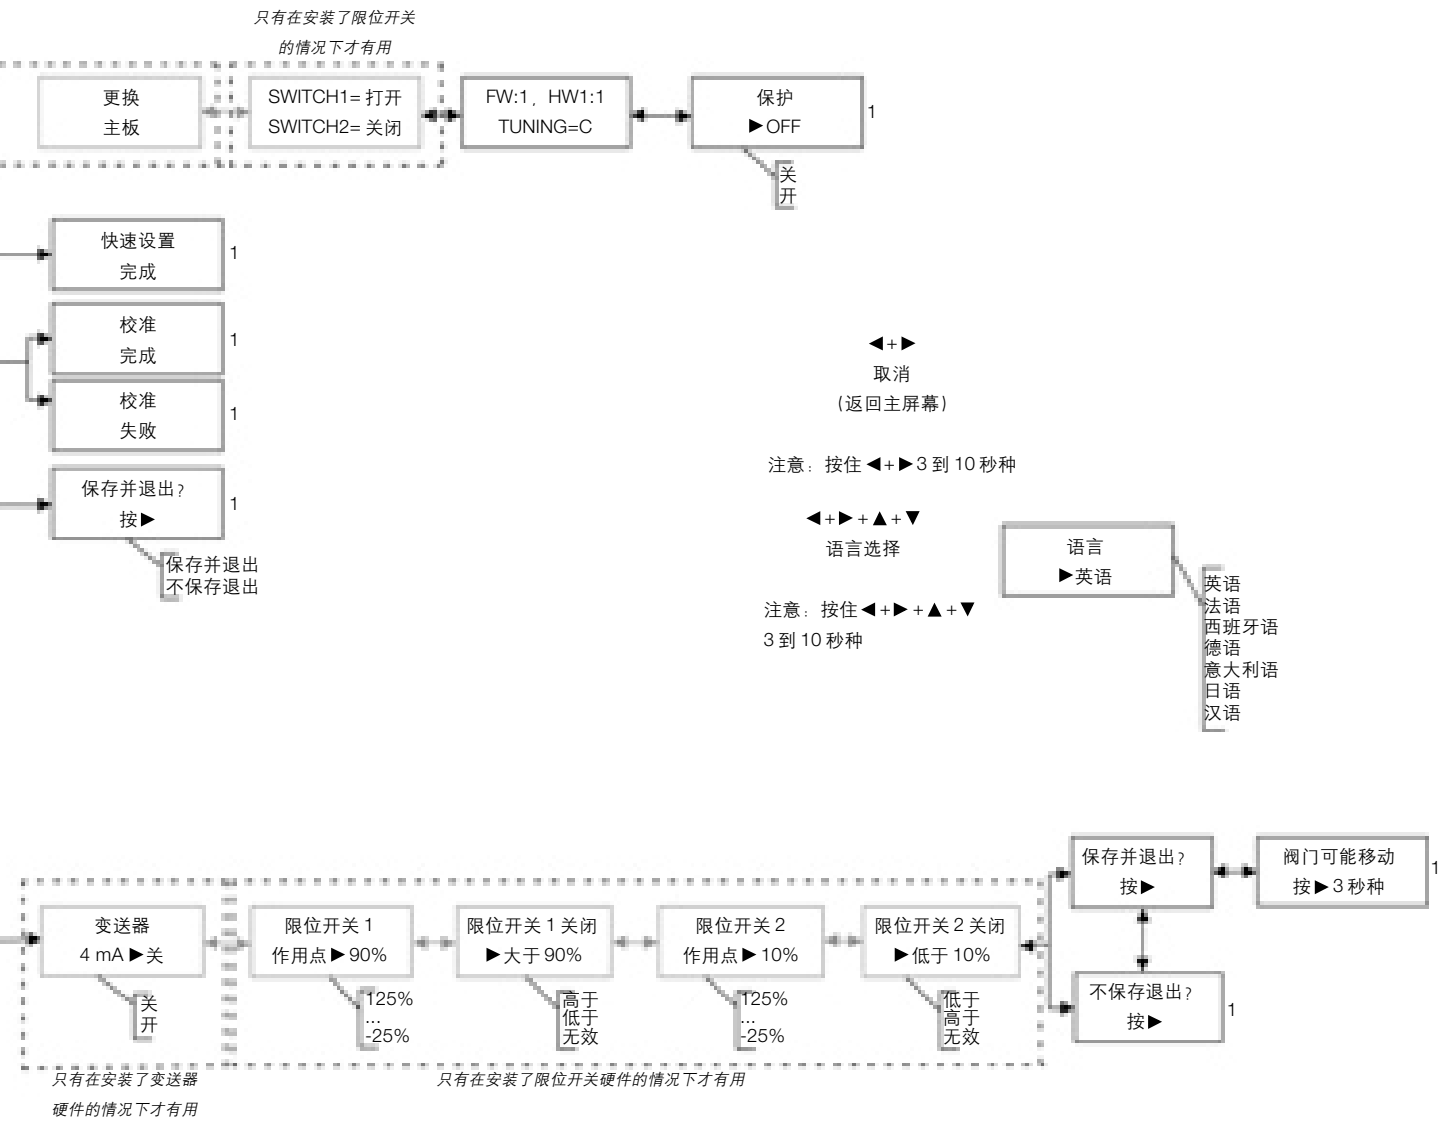 只有在安装了限位开关
的情况下才有用
更换
主板
SWITCH1= 打开
SWITCH2= 关闭
FW:1，HW1:1
TUNING=C
保护
▶OFF
1
关
开
快速设置
完成
1
校准
完成
1
校准
失败
1
保存并退出？
按▶
1
保存并退出
不保存退出
◀+▶
取消
（返回主屏幕）
注意：按住◀+▶3 到 10 秒种
◀+▶+▲+▼
语言选择
注意：按住◀+▶+▲+▼
3 到 10 秒种
语言
▶英语
英语
法语
西班牙语
德语
意大利语
日语
汉语
变送器
4 mA ▶关
关
开
只有在安装了变送器
硬件的情况下才有用
限位开关 1
作用点▶90%
125%
...
-25%
限位开关 1 关闭
▶大于 90%
高于
低于
无效
限位开关 2
作用点▶10%
125%
...
-25%
限位开关 2 关闭
▶低于 10%
低于
高于
无效
只有在安装了限位开关硬件的情况下才有用
保存并退出？
按▶
阀门可能移动
按▶3 秒种
1
不保存退出？
按▶
1